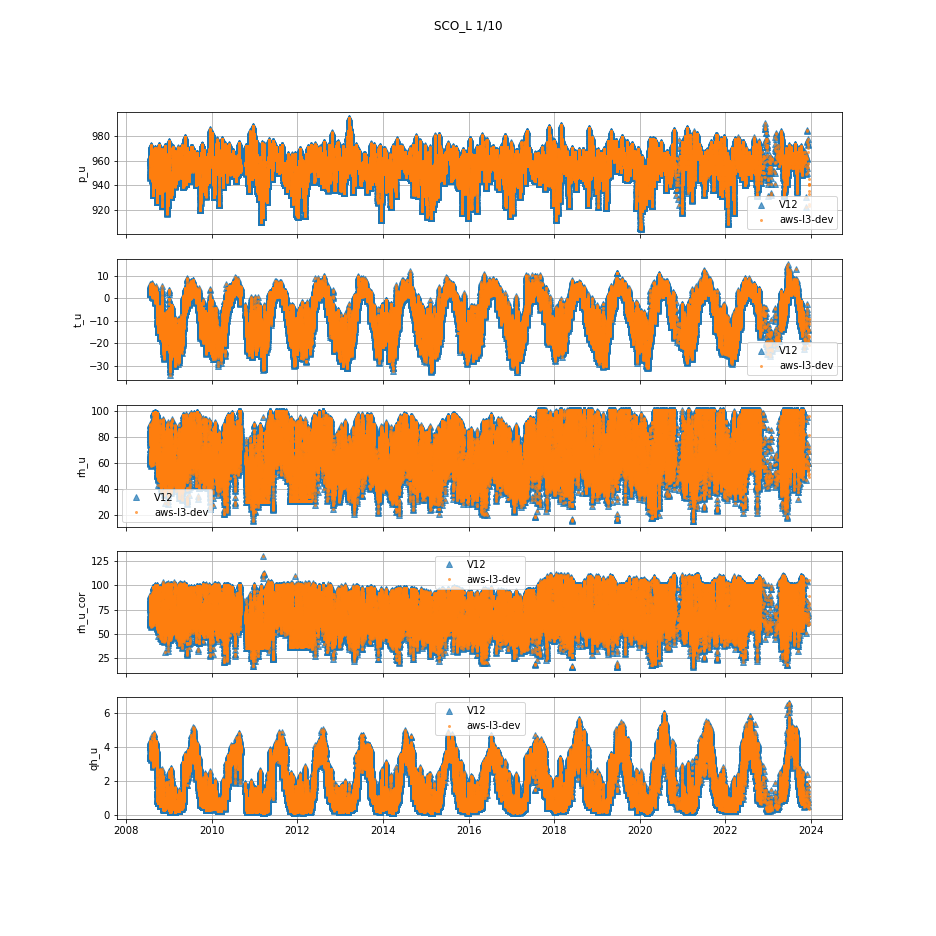 SCO_L 1/10
980
960
940
920
p_u
V12
aws-l3-dev
10
0
−10
−20
−30
t_u
V12
aws-l3-dev
100
80
60
40
20
rh_u
V12
aws-l3-dev
125
100
75
50
25
rh_u_cor
V12
aws-l3-dev
6
4
2
0
qh_u
V12
aws-l3-dev
2008 2010 2012 2014 2016 2018 2020 2022 2024